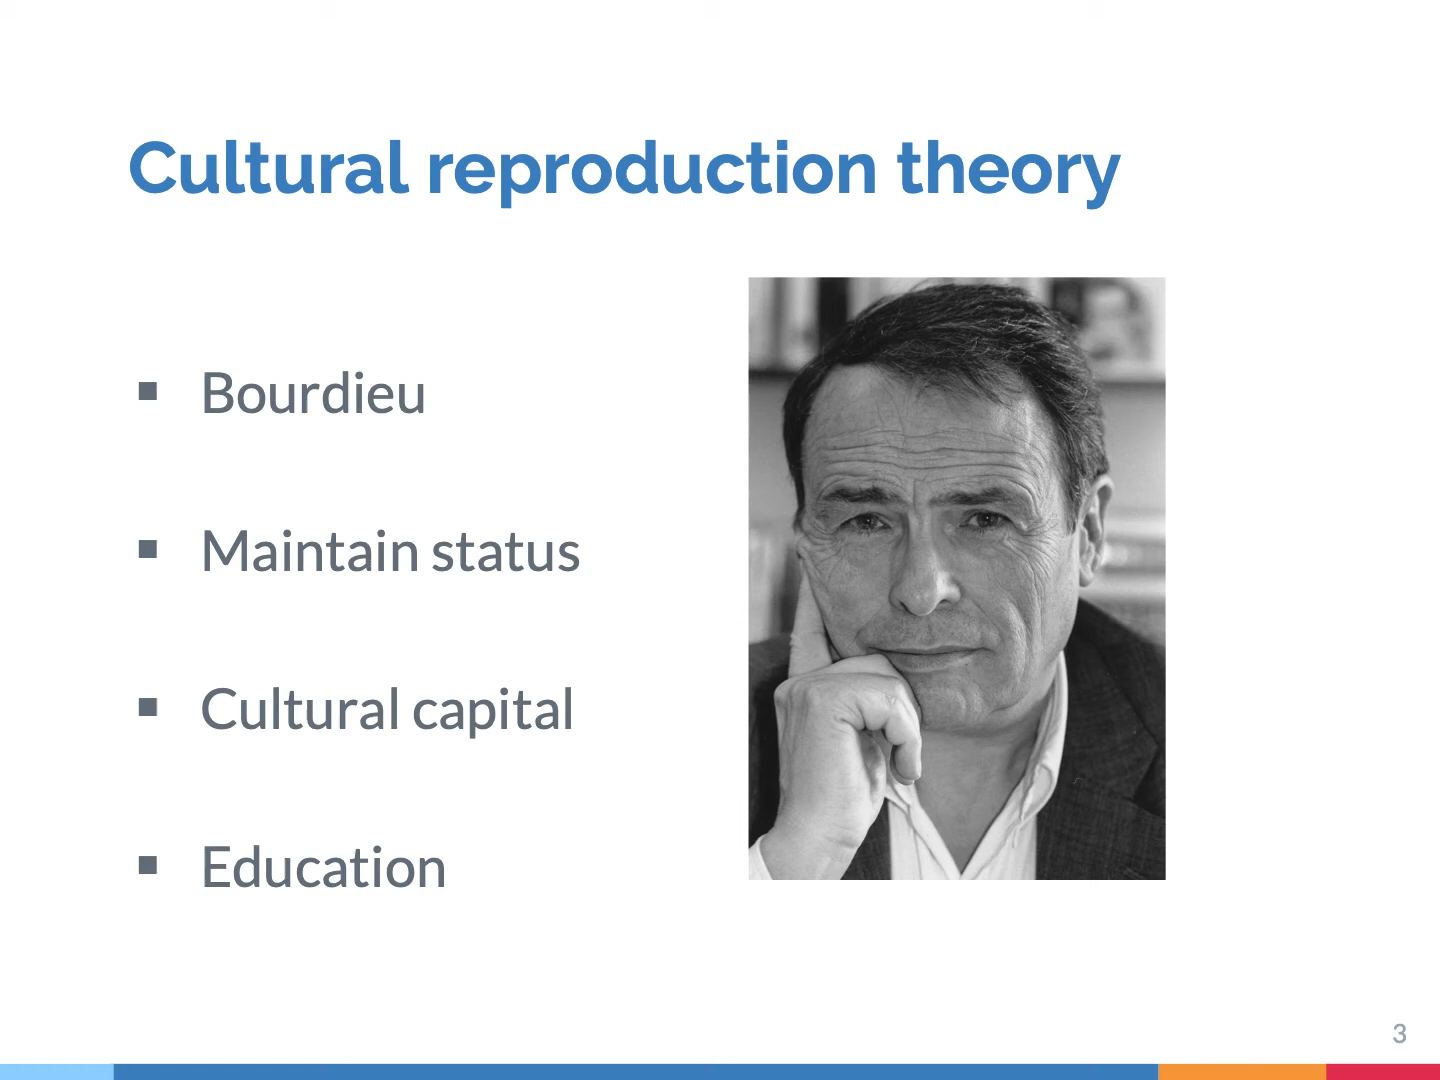 Cultural reproduction theory
▪ Bourdieu
▪ Maintain status
▪ Cultural capital
▪ Education
3